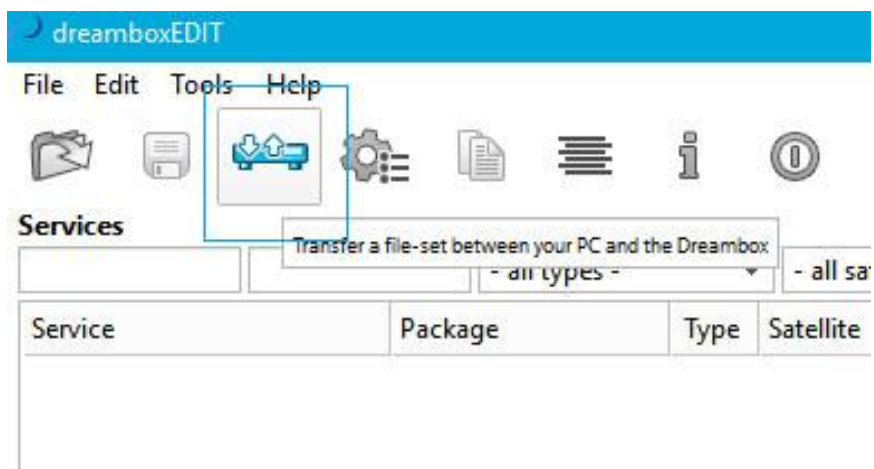 dreamboxEDIT
File Edit Tools Help
Services
Transfer a file-set between your PC and the Dreambox
- all types -
- all sa
Service Package Type Satellite